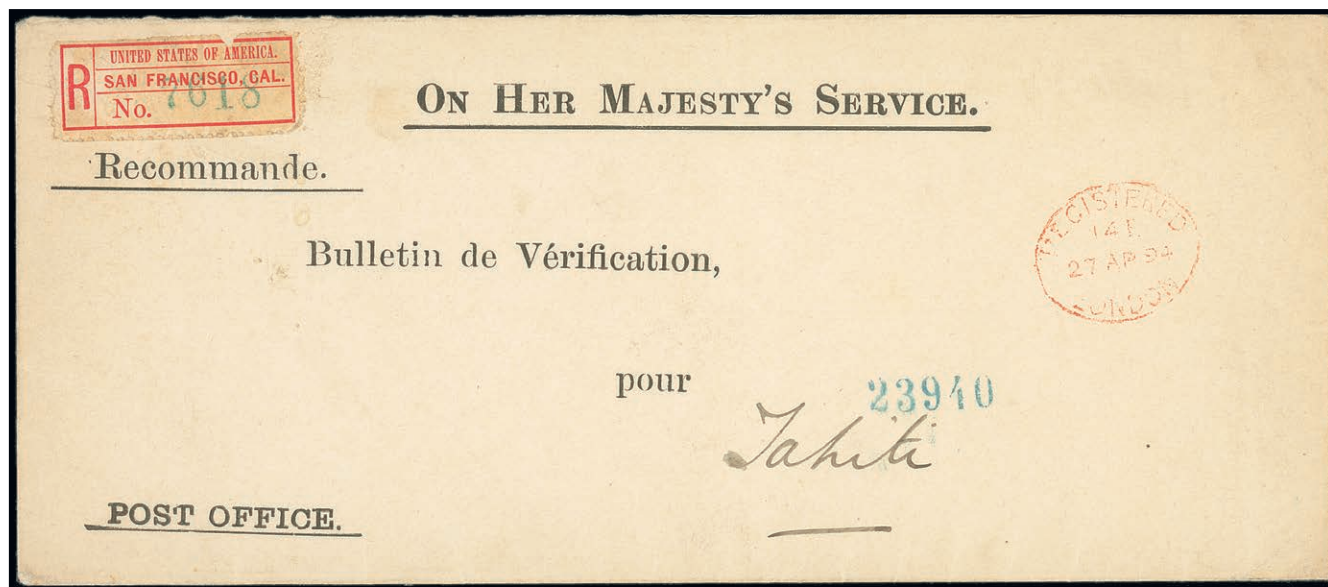 UNITED STATES OF AMERICA.
R
SAN FRANCISCO, CAL.
No. 7618
ON HER MAJESTY'S SERVICE.
Recommande.
REGISTERED
27 AP 94
LONDON
Bulletin de Vérification,
pour
23940
Tahiti
POST OFFICE.